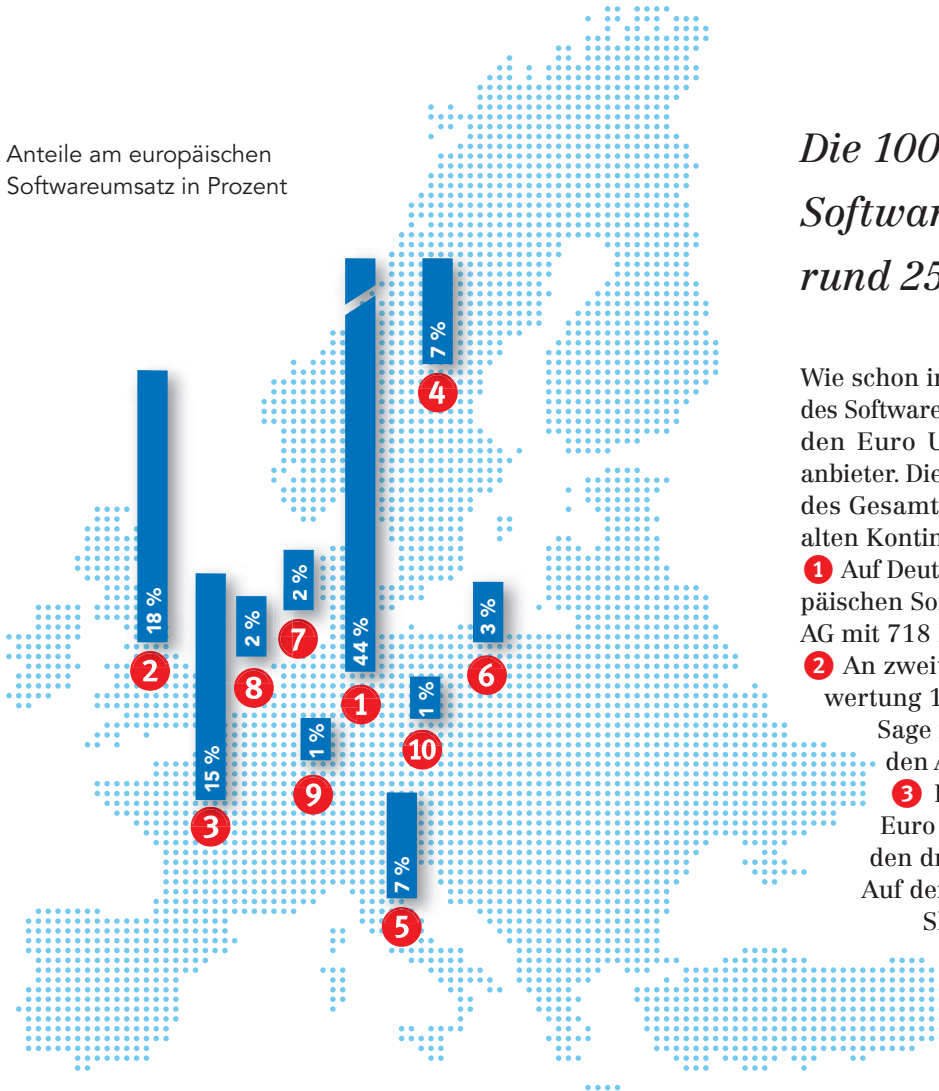 Anteile am europäischen
Softwareumsatz in Prozent
7 %
4
18 %
2
15 %
3
2 %
8
2 %
7
44 %
1
3 %
6
1 %
10
1 %
9
7 %
5
Die 100
Softwar
rund 25
Wie schon in
des Software
den Euro U
anbieter. Die
des Gesamt
alten Kontin
1 Auf Deut
päischen So
AG mit 718
2 An zweit
wertung 1
Sage
den A
3
Euro
den dr
Auf der